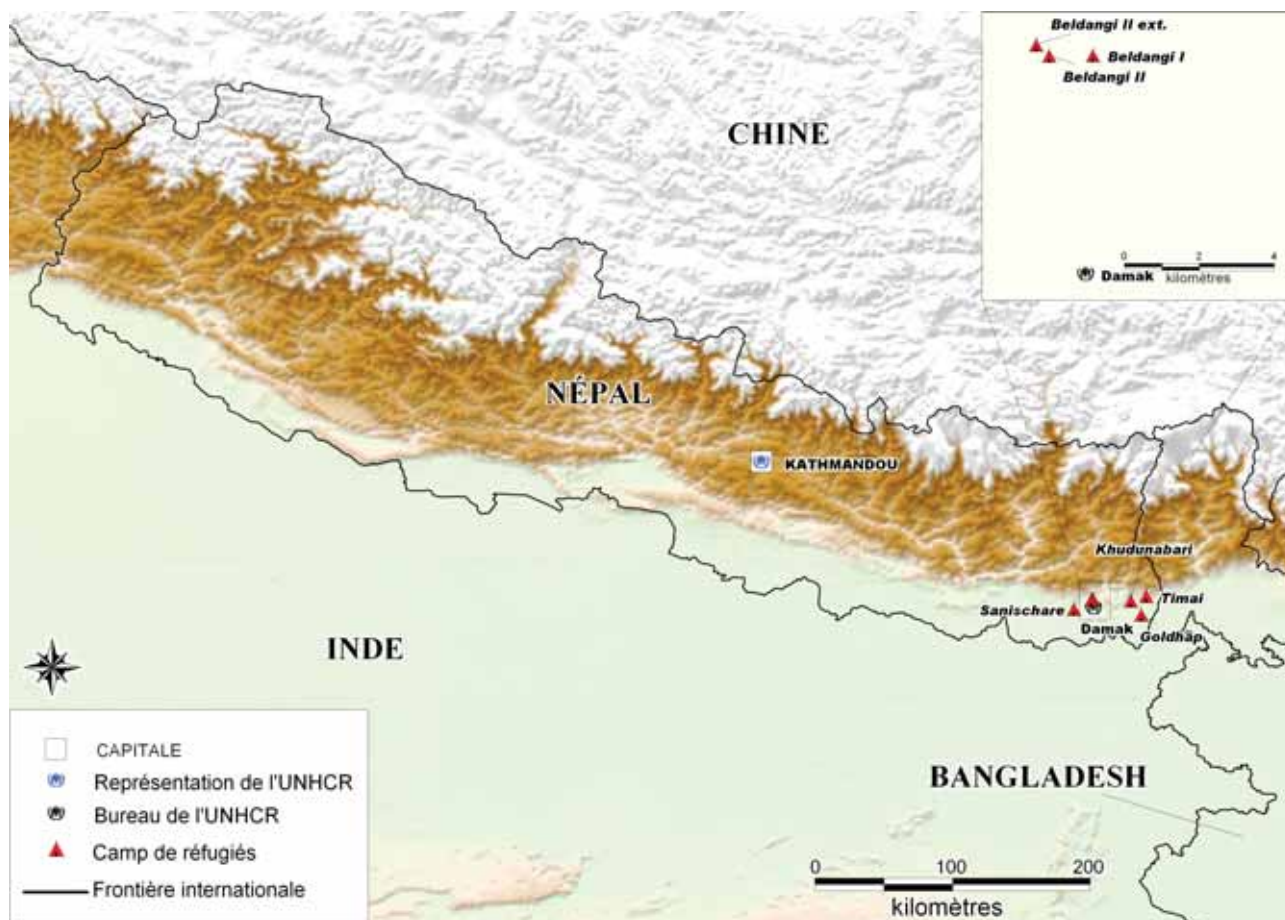 Beldangi II ext.
Beldangi I
Beldangi II
CHINE
0 2 4
Damak
kilomètres
NÉPAL
KATHMANDOU
Khudunabari
Sanischare
Timai
Damak
Goldhap
INDE
CAPITALE
Représentation de l'UNHCR
Bureau de l'UNHCR
Camp de réfugiés
Frontière internationale
BANGLADESH
0 100 200
kilomètres